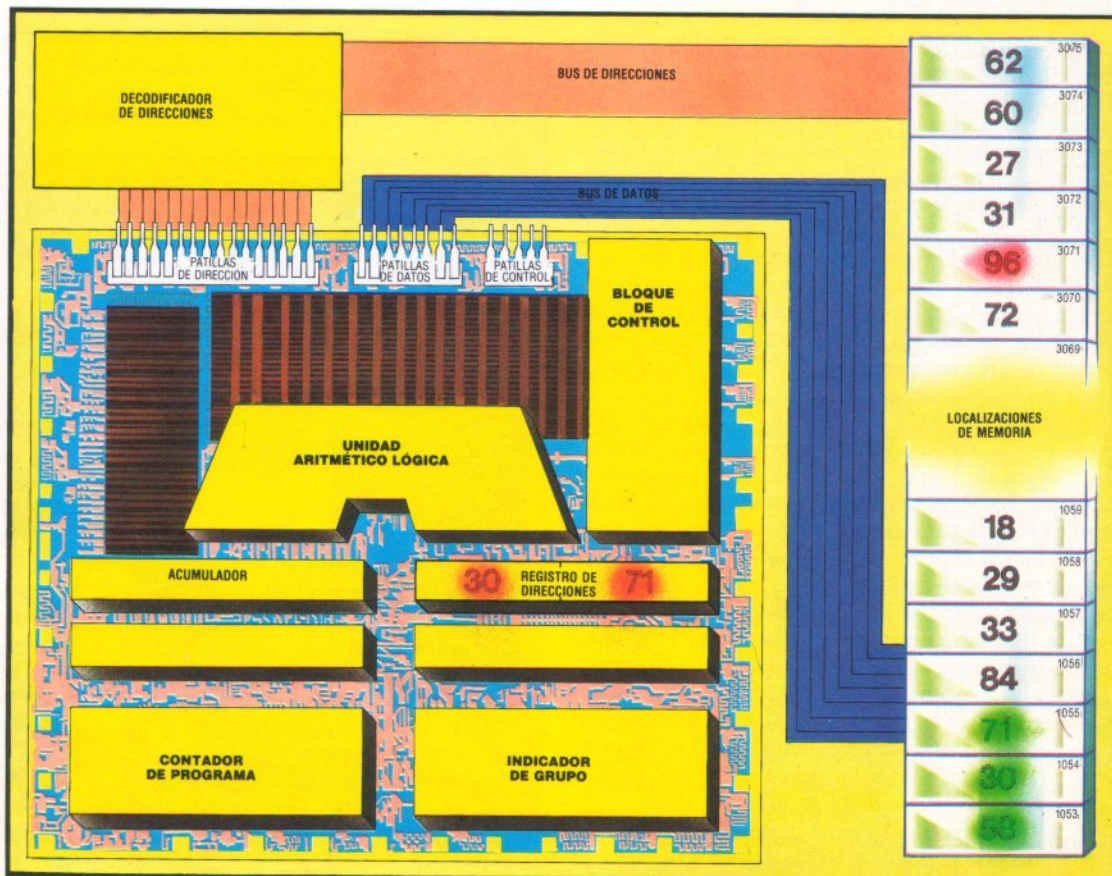 DECODIFICADOR
DE DIRECCIONES
BUS DE DIRECCIONES
BUS DE DATOS
PATILLAS
DE DIRECCIÓN
PATILLAS
DE DATOS
PATILLAS
DE CONTROL
BLOQUE
DE
CONTROL
UNIDAD
ARITMÉTICO LÓGICA
ACUMULADOR
30 REGISTRO DE 71
DIRECCIONES
CONTADOR
DE PROGRAMA
INDICADOR
DE GRUPO
62 3075
60 3074
27 3073
31 3072
96 3071
72 3070
3069
LOCALIZACIONES
DE MEMORIA
18 1059
29 1058
33 1057
84 1056
71 1055
30 1054
58 1053